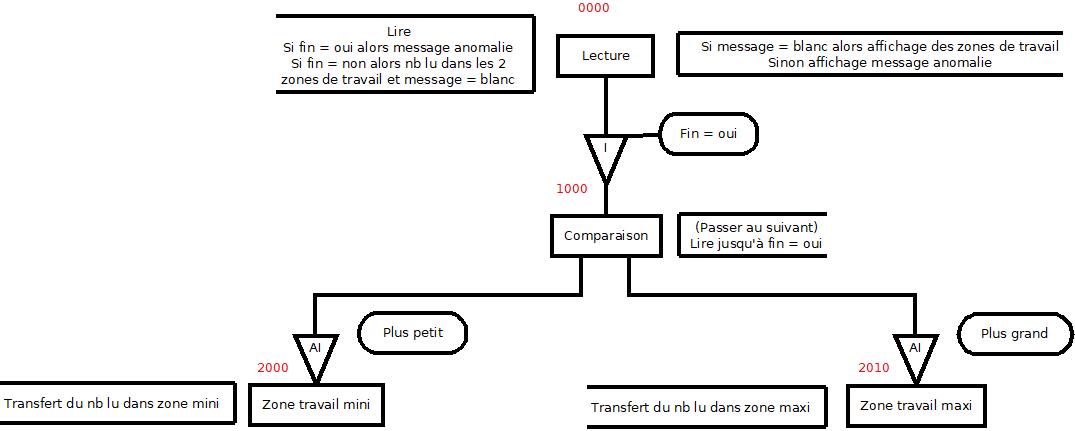 0000
Lire
Si fin = oui alors message anomalie
Si fin = non alors nb lu dans les 2
zones de travail et message = blanc
Lecture
Si message = blanc alors affichage des zones de travail
Sinon affichage message anomalie
I
Fin = oui
1000
Comparaison
(Passer au suivant)
Lire jusqu'à fin = oui
AI
Plus petit
AI
Plus grand
2000
2010
Transfert du nb lu dans zone mini
Zone travail mini
Transfert du nb lu dans zone maxi
Zone travail maxi